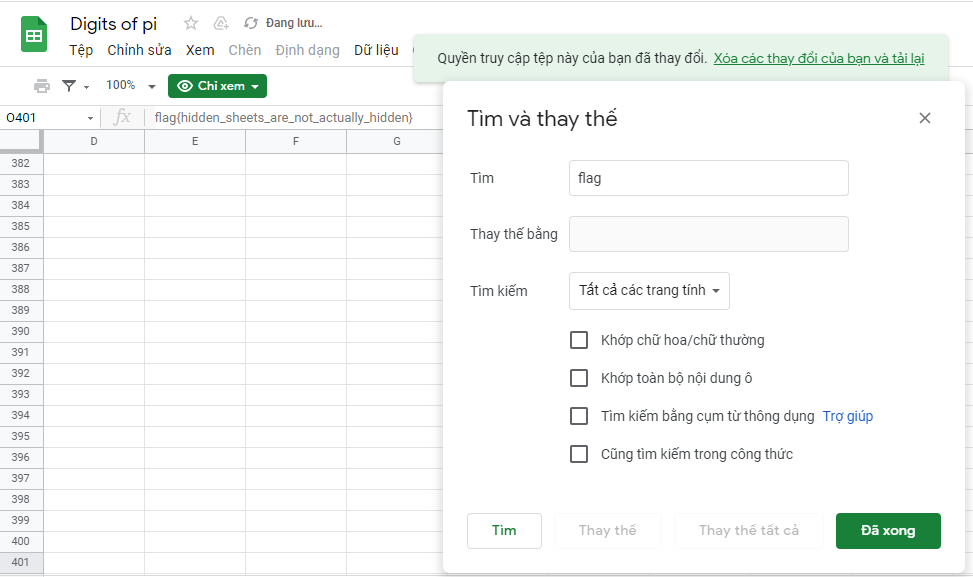 Digits of pi Đang lưu...
Tệp Chỉnh sửa Xem Chèn Định dạng Dữ liệu
Quyền truy cập tệp này của bạn đã thay đổi. Xóa các thay đổi của bạn và tải lại
100% Chỉ xem
O401 fx flag{hidden_sheets_are_not_actually_hidden}
D E F G
382
383
384
385
386
387
388
389
390
391
392
393
394
395
396
397
398
399
400
401
Tìm và thay thế
Tìm flag
Thay thế bằng
Tìm kiếm Tất cả các trang tính
Khớp chữ hoa/chữ thường
Khớp toàn bộ nội dung ô
Tìm kiếm bằng cụm từ thông dụng Trợ giúp
Cũng tìm kiếm trong công thức
Tìm Thay thế Thay thế tất cả Đã xong